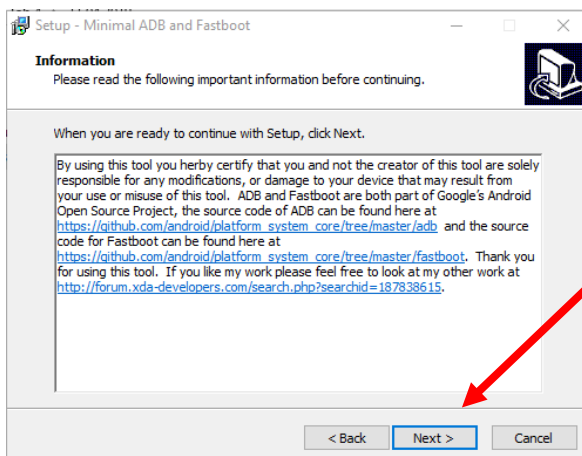 Setup - Minimal ADB and Fastboot
Information
Please read the following important information before continuing.
When you are ready to continue with Setup, click Next.
By using this tool you herby certify that you and not the creator of this tool are solely
responsible for any modifications, or damage to your device that may result from
your use or misuse of this tool.  ADB and Fastboot are both part of Google's Android
Open Source Project, the source code of ADB can be found here at
https://github.com/android/platform_system_core/tree/master/adb  and the source
code for Fastboot can be found here at
https://github.com/android/platform_system_core/tree/master/fastboot.  Thank you
for using this tool.  If you like my work please feel free to look at my other work at
http://forum.xda-developers.com/search.php?searchid=187838615.
< Back
Next >
Cancel